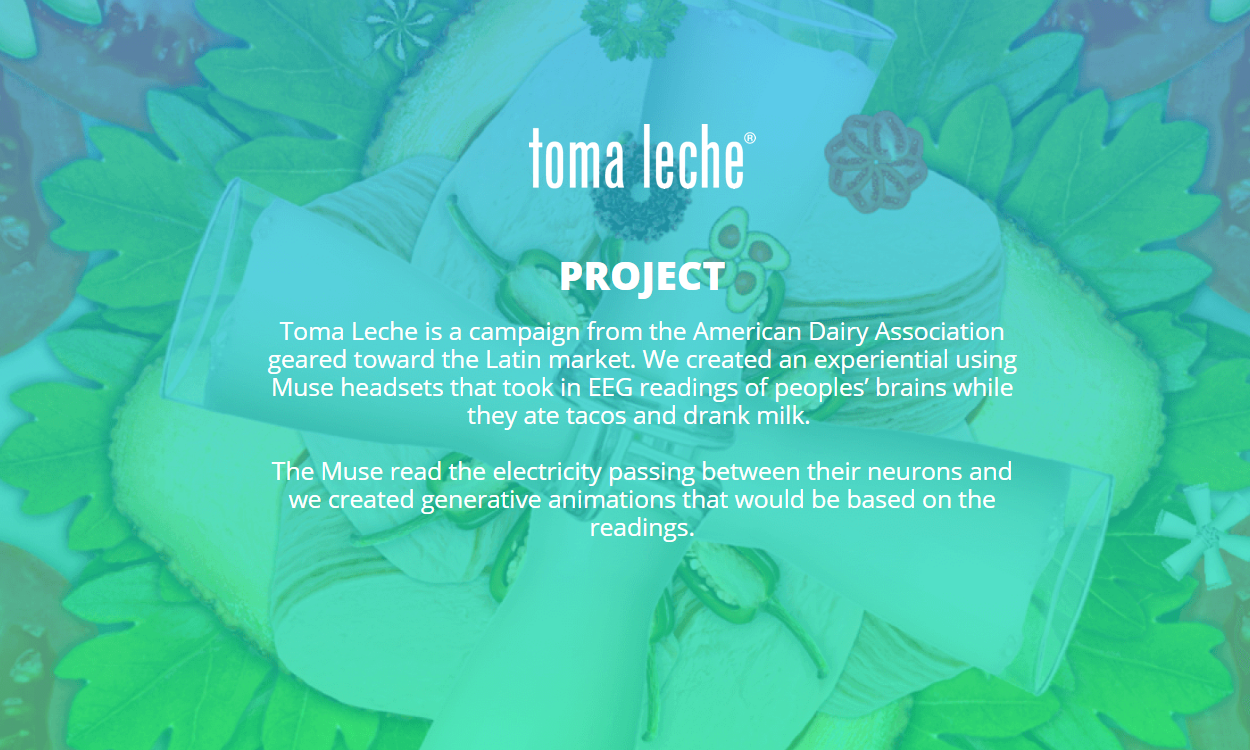 toma leche®
PROJECT
Toma Leche is a campaign from the American Dairy Association
geared toward the Latin market. We created an experiential using
Muse headsets that took in EEG readings of peoples’ brains while
they ate tacos and drank milk.
The Muse read the electricity passing between their neurons and
we created generative animations that would be based on the
readings.